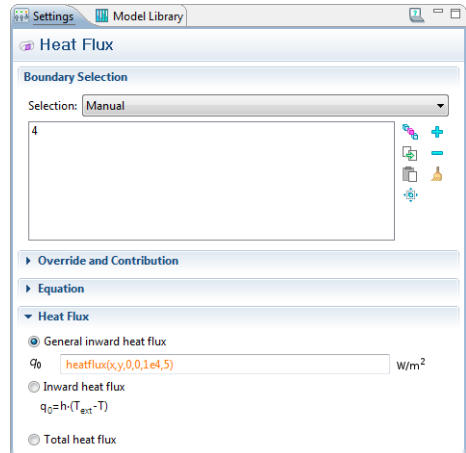 Settings Model Library
Heat Flux
Boundary Selection
Selection: Manual
4
Override and Contribution
Equation
Heat Flux
General inward heat flux
q0 heatflux(x,y,0,0,1e4,5) W/m²
Inward heat flux
q0=h·(Text-T)
Total heat flux